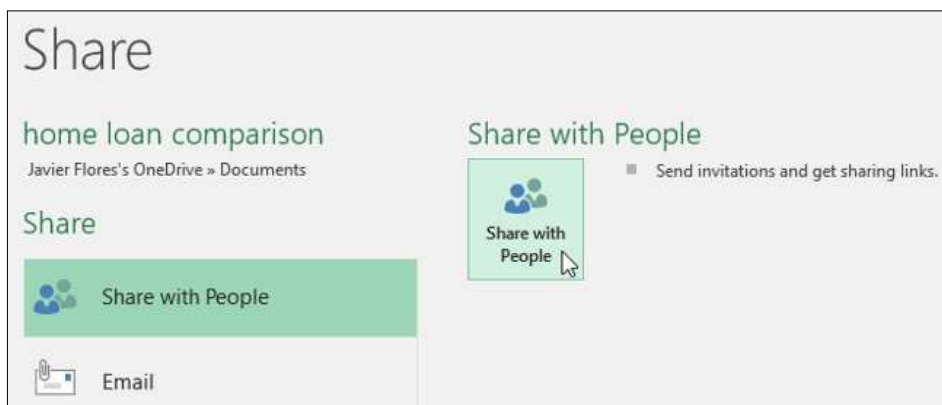 Share
home loan comparison
Javier Flores's OneDrive » Documents
Share
Share with People
Email
Share with People
Share with
People
Send invitations and get sharing links.